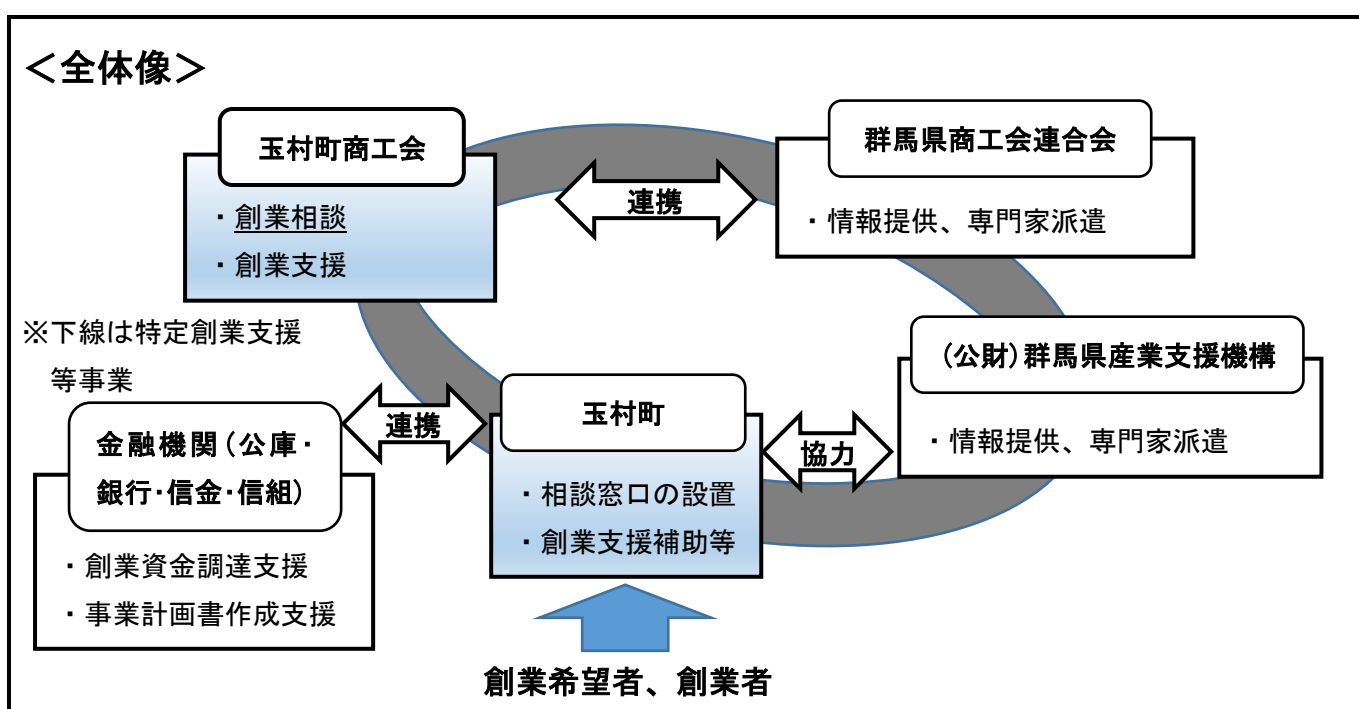 ＜全体像＞
玉村町商工会
・創業相談
・創業支援
連携
群馬県商工会連合会
・情報提供、専門家派遣
※下線は特定創業支援
等事業
金融機関（公庫・
銀行・信金・信組）
・創業資金調達支援
・事業計画書作成支援
連携
玉村町
・相談窓口の設置
・創業支援補助等
協力
（公財）群馬県産業支援機構
・情報提供、専門家派遣
創業希望者、創業者